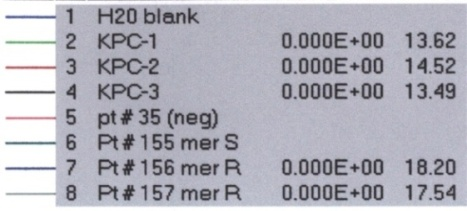 1 H20 blank
2 KPC-1 0.000E+00 13.62
3 KPC-2 0.000E+00 14.52
4 KPC-3 0.000E+00 13.49
5 pt # 35 (neg)
6 Pt # 155 mer S
7 Pt # 156 mer R 0.000E+00 18.20
8 Pt # 157 mer R 0.000E+00 17.54